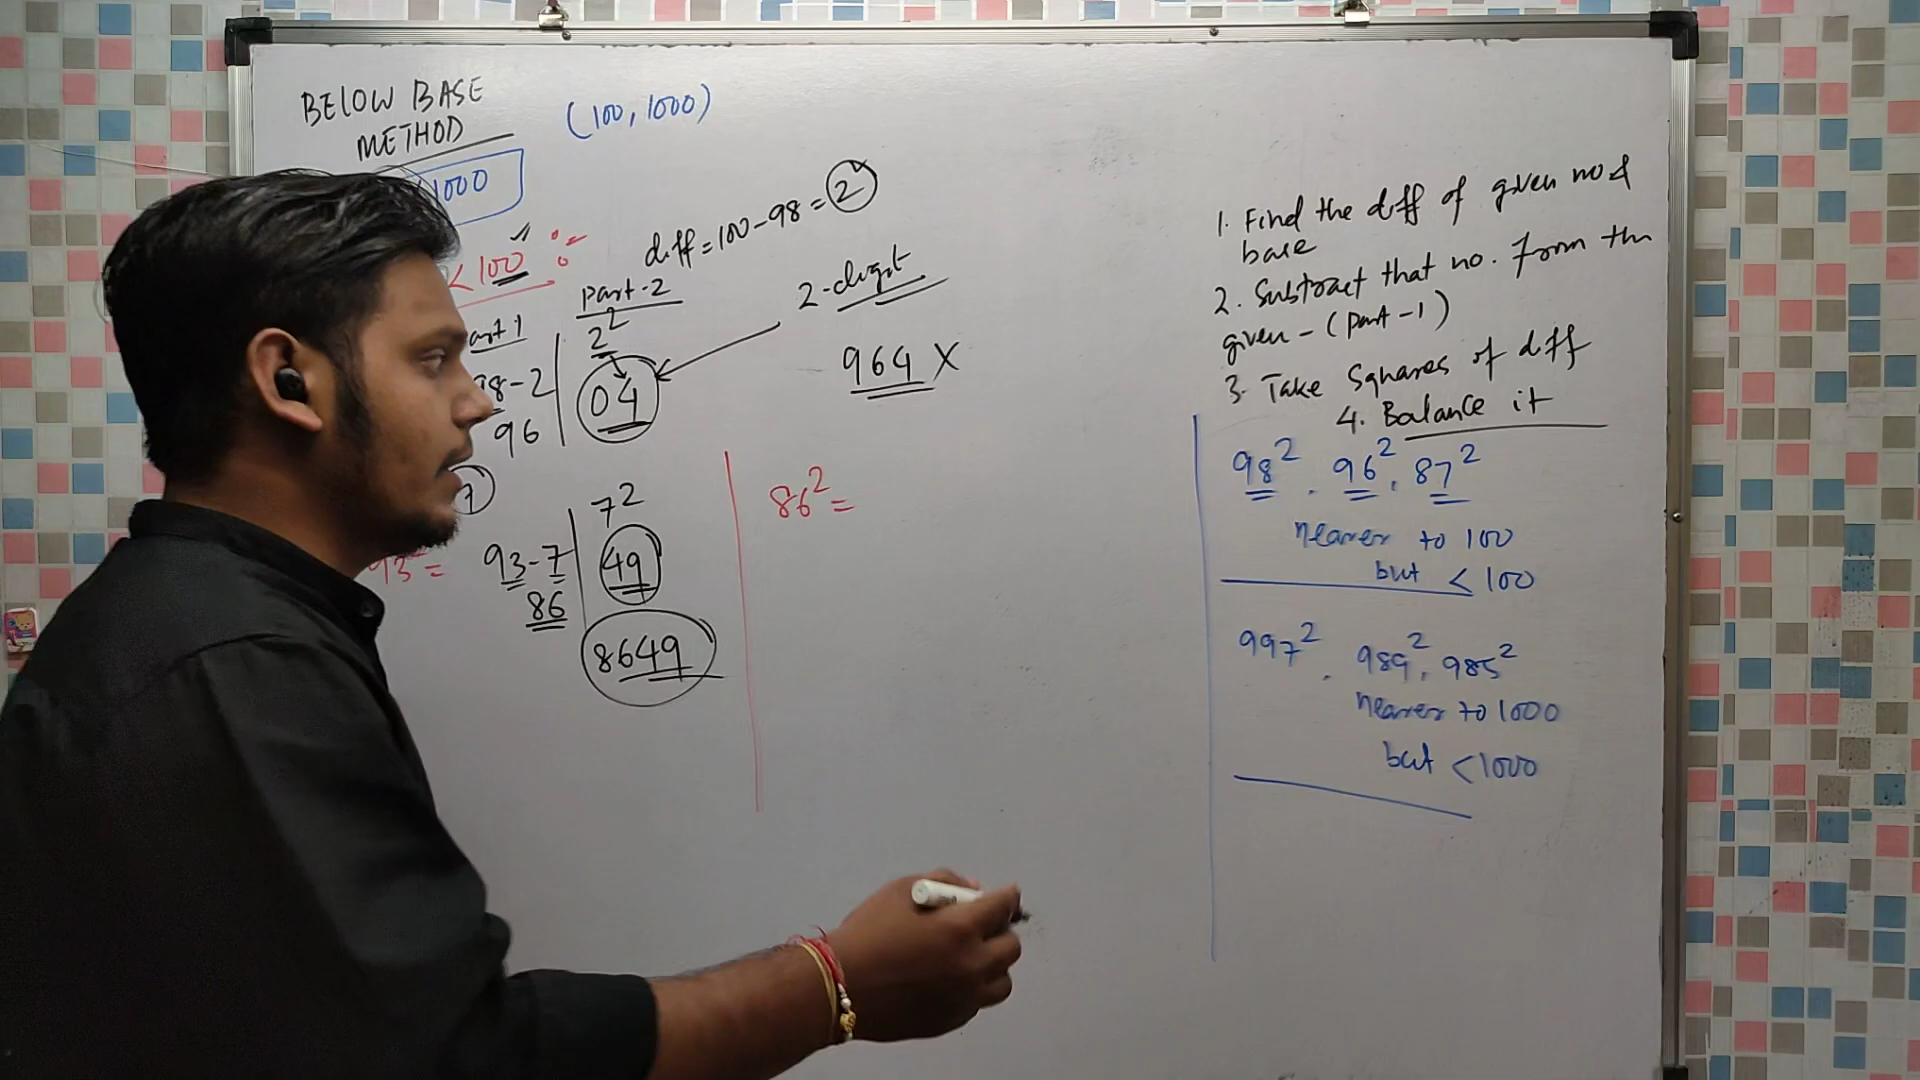 BELOW BASE
METHOD
(100, 1000)
1000
< 100
diff = 100-98 = 2
Part-2
2-digit
2²
98-2
04
96
964 X
7
7²
93² =
93-7
49
86
8649
86² =
1. Find the diff of given no &
base
2. Substract that no. from the
given - (part-1)
3. Take Squares of diff
4. Balance it
98², 96², 87²
nearer to 100
but < 100
997², 989², 985²
nearer to 1000
but < 1000